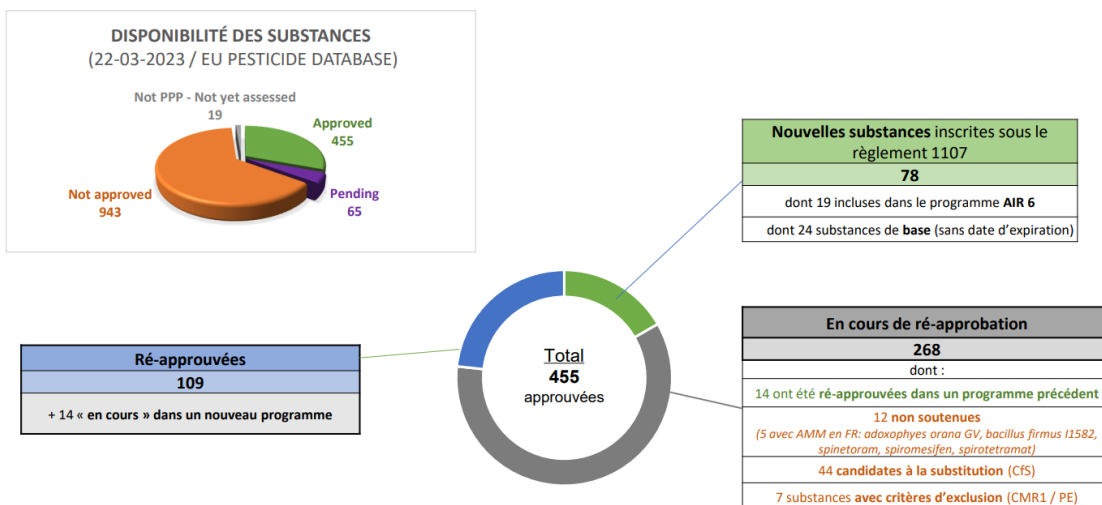 DISPONIBILITÉ DES SUBSTANCES
(22-03-2023 / EU PESTICIDE DATABASE)
Not PPP - Not yet assessed
19
Approved
455
Not approved
943
Pending
65
Nouvelles substances inscrites sous le
règlement 1107
78
dont 19 incluses dans le programme AIR 6
dont 24 substances de base (sans date d'expiration)
Ré-approuvées
109
+ 14 « en cours » dans un nouveau programme
Total
455
approuvées
En cours de ré-approbation
268
dont :
14 ont été ré-approuvées dans un programme précédent
12 non soutenues
(5 avec AMM en FR: adoxophyes orana GV, bacillus firmus I1582,
spinetoram, spiromesifen, spirotetramat)
44 candidates à la substitution (CfS)
7 substances avec critères d'exclusion (CMR1 / PE)